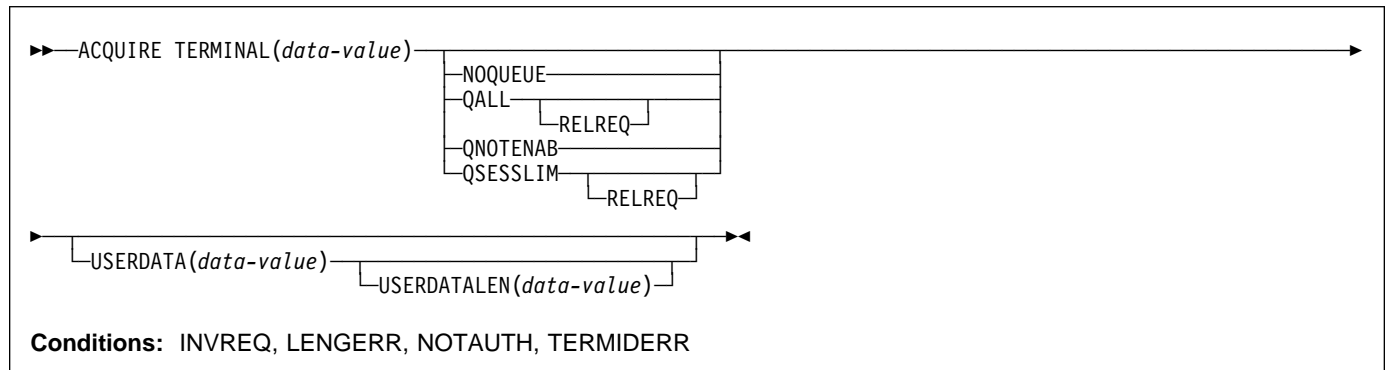 ACQUIRE TERMINAL(data-value)
NOQUEUE
QALL
RELREQ
QNOTENAB
QSESSLIM
RELREQ
USERDATA(data-value)
USERDATALEN(data-value)
Conditions: INVREQ, LENGERR, NOTAUTH, TERMIDERR